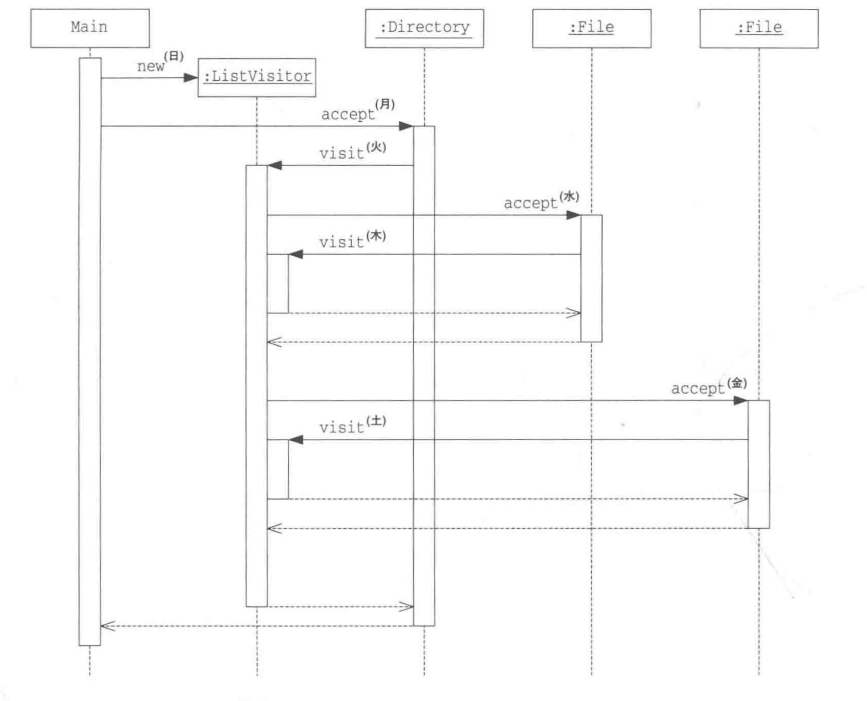 Main
:Directory
:File
:File
new(日)
:ListVisitor
accept(月)
visit(火)
accept(水)
visit(木)
accept(金)
visit(土)